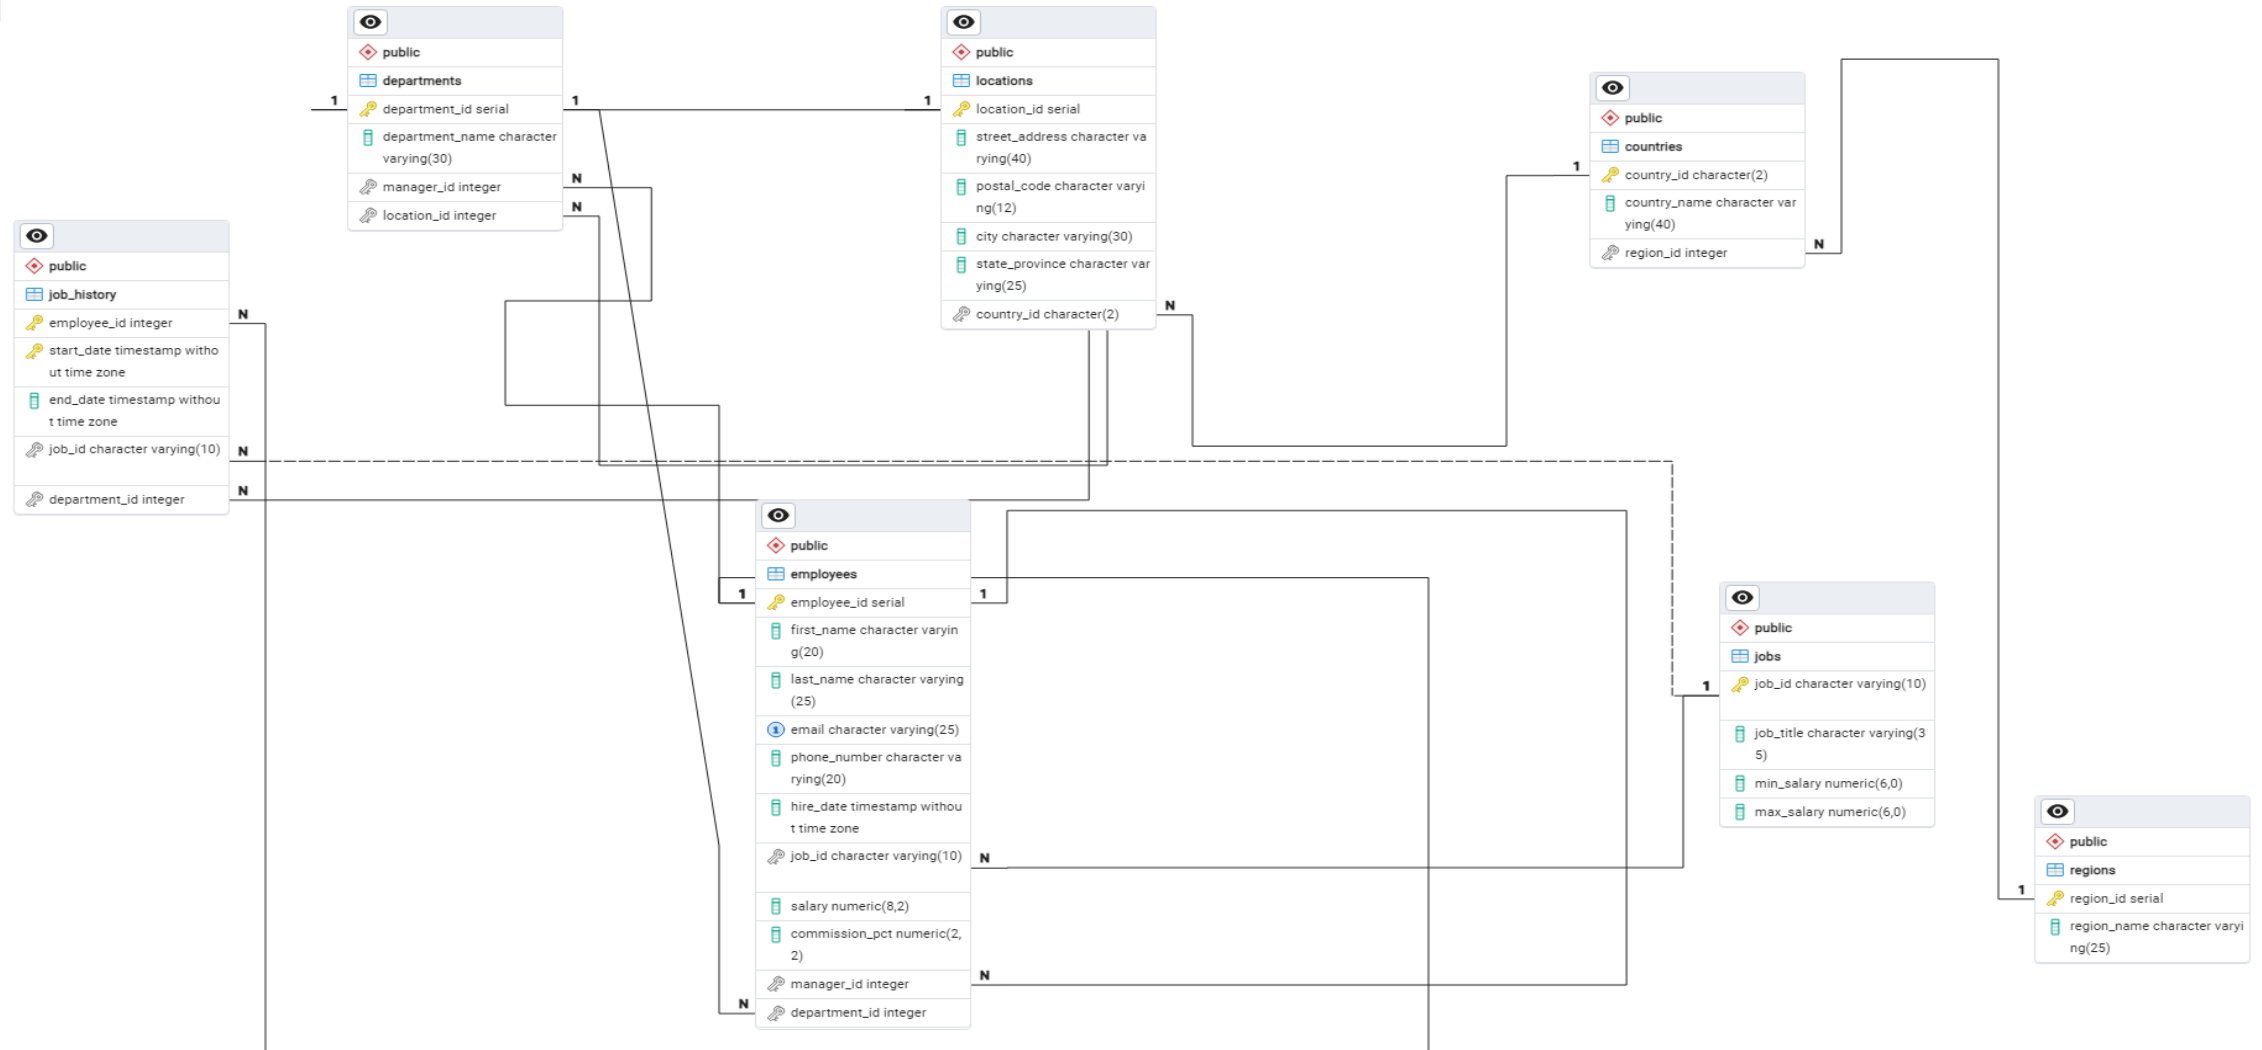 public
departments
1
department_id serial
1
department_name character
varying(30)
manager_id integer
N
location_id integer
N
public
locations
1
location_id serial
street_address character va
rying(40)
postal_code character varyi
ng(12)
city character varying(30)
state_province character var
ying(25)
country_id character(2)
N
public
countries
1
country_id character(2)
country_name character var
ying(40)
region_id integer
N
public
job_history
employee_id integer
N
start_date timestamp witho
ut time zone
end_date timestamp withou
t time zone
job_id character varying(10)
N
department_id integer
N
public
employees
1
employee_id serial
1
first_name character varyin
g(20)
last_name character varying
(25)
1
email character varying(25)
phone_number character va
rying(20)
hire_date timestamp withou
t time zone
job_id character varying(10)
N
salary numeric(8,2)
commission_pct numeric(2,
2)
manager_id integer
N
N
department_id integer
public
jobs
1
job_id character varying(10)
job_title character varying(3
5)
min_salary numeric(6,0)
max_salary numeric(6,0)
public
regions
1
region_id serial
region_name character varyi
ng(25)